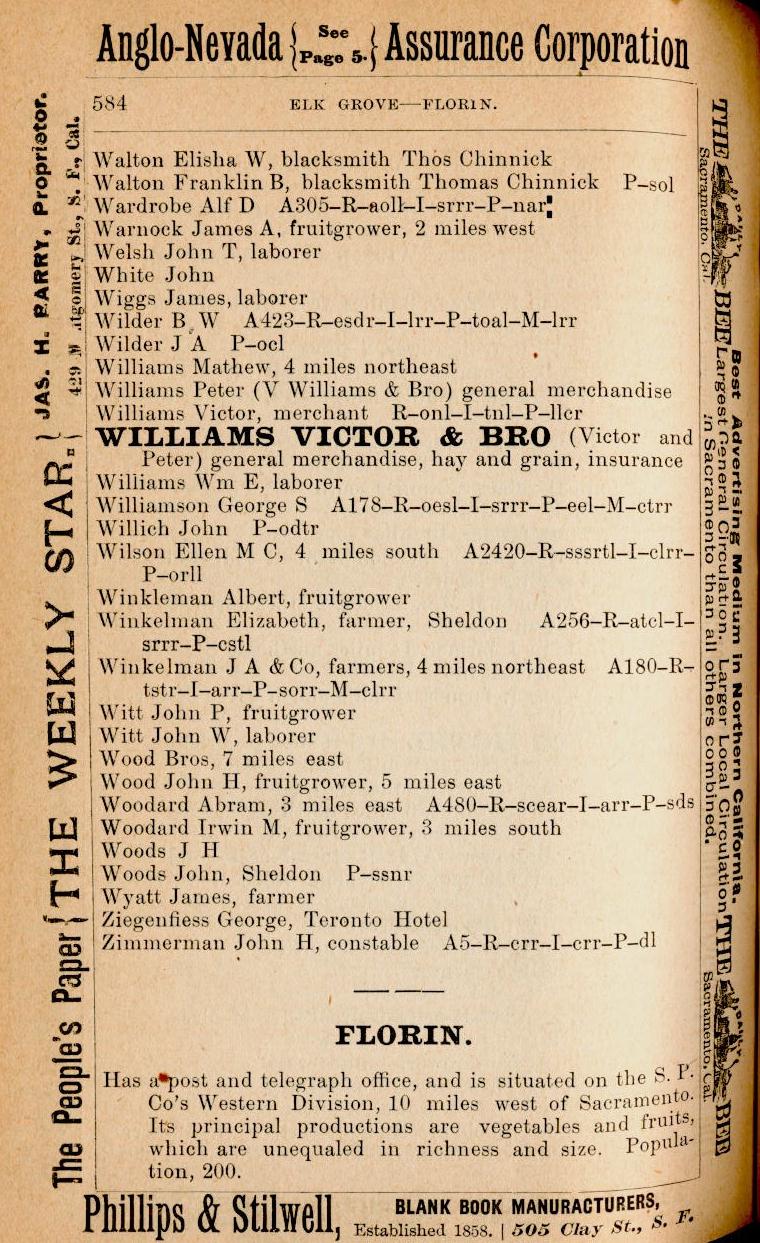 Anglo-Nevada { See Page 5. } Assurance Corporation
584 ELK GROVE—FLORIN.
Walton Elisha W, blacksmith Thos Chinnick
Walton Franklin B, blacksmith Thomas Chinnick P-sol
Wardrobe Alf D A305-R-aoll-I-srrr-P-nar
Warnock James A, fruitgrower, 2 miles west
Welsh John T, laborer
White John
Wiggs James, laborer
Wilder B W A423-R-esdr-I-lrr-P-toal-M-lrr
Wilder J A P-ocl
Williams Mathew, 4 miles northeast
Williams Peter (V Williams & Bro) general merchandise
Williams Victor, merchant R-onl-I-tnl-P-llcr
WILLIAMS VICTOR & BRO (Victor and
Peter) general merchandise, hay and grain, insurance
Williams Wm E, laborer
Williamson George S A178-R-oesl-I-srrr-P-eel-M-ctrr
Willich John P-odtr
Wilson Ellen M C, 4 miles south A2420-R-sssrtl-I-clrr-
P-orll
Winkleman Albert, fruitgrower
Winkelman Elizabeth, farmer, Sheldon A256-R-atcl-I-
srrr-P-cstl
Winkelman J A & Co, farmers, 4 miles northeast A180-R-
tstr-I-arr-P-sorr-M-clrr
Witt John P, fruitgrower
Witt John W, laborer
Wood Bros, 7 miles east
Wood John H, fruitgrower, 5 miles east
Woodard Abram, 3 miles east A480-R-scear-I-arr-P-sds
Woodard Irwin M, fruitgrower, 3 miles south
Woods J H
Woods John, Sheldon P-ssnr
Wyatt James, farmer
Ziegenfiess George, Teronto Hotel
Zimmerman John H, constable A5-R-crr-I-crr-P-dl
FLORIN.
Has a post and telegraph office, and is situated on the S. P.
Co's Western Division, 10 miles west of Sacramento.
Its principal productions are vegetables and fruits,
which are unequaled in richness and size. Popula-
tion, 200.
Phillips & Stilwell, BLANK BOOK MANUFACTURERS,
Established 1858. | 505 Clay St., S. F.
The People's Paper { THE WEEKLY STAR. } JAS. H. BARRY, Proprietor.
429 M tgomery St., S. F., Cal.
THE DAILY BEE
Sacramento, Cal.
Best Advertising Medium in Northern California.
Largest General Circulation. Larger Local Circulation
in Sacramento than all others combined.
THE DAILY BEE
Sacramento, Cal.